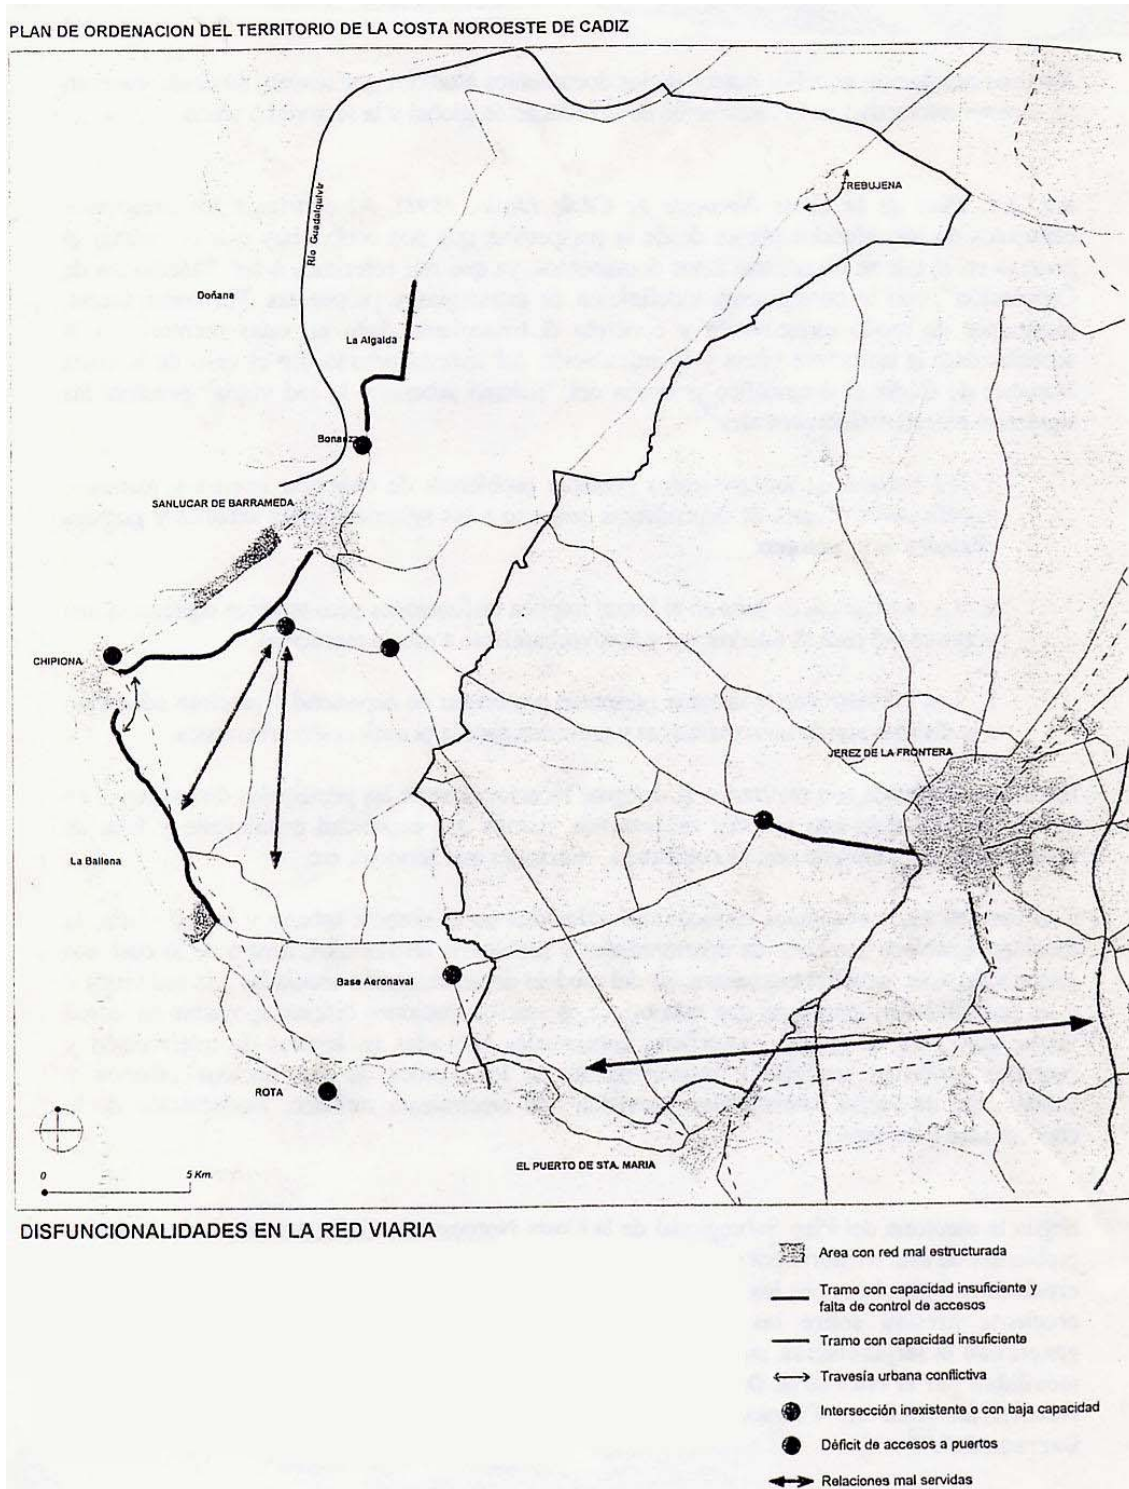 PLAN DE ORDENACION DEL TERRITORIO DE LA COSTA NOROESTE DE CADIZ
Río Guadalquivir
TREBUJENA
Doñana
La Algaida
Bonanza
SANLUCAR DE BARRAMEDA
CHIPIONA
JEREZ DE LA FRONTERA
La Ballena
Base Aeronaval
ROTA
EL PUERTO DE STA. MARIA
0 5 Km.
DISFUNCIONALIDADES EN LA RED VIARIA
Area con red mal estructurada
Tramo con capacidad insuficiente y
falta de control de accesos
Tramo con capacidad insuficiente
Travesía urbana conflictiva
Intersección inexistente o con baja capacidad
Déficit de accesos a puertos
Relaciones mal servidas